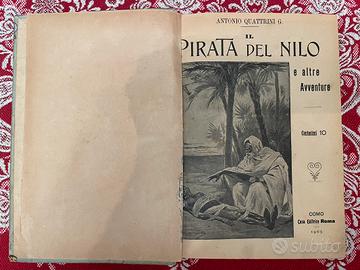 ANTONIO QUATTRINI G.
IL
PIRATA DEL NILO
e altre
Avventure
Centesimi 10
COMO
Casa Editrice Roma
subito.it